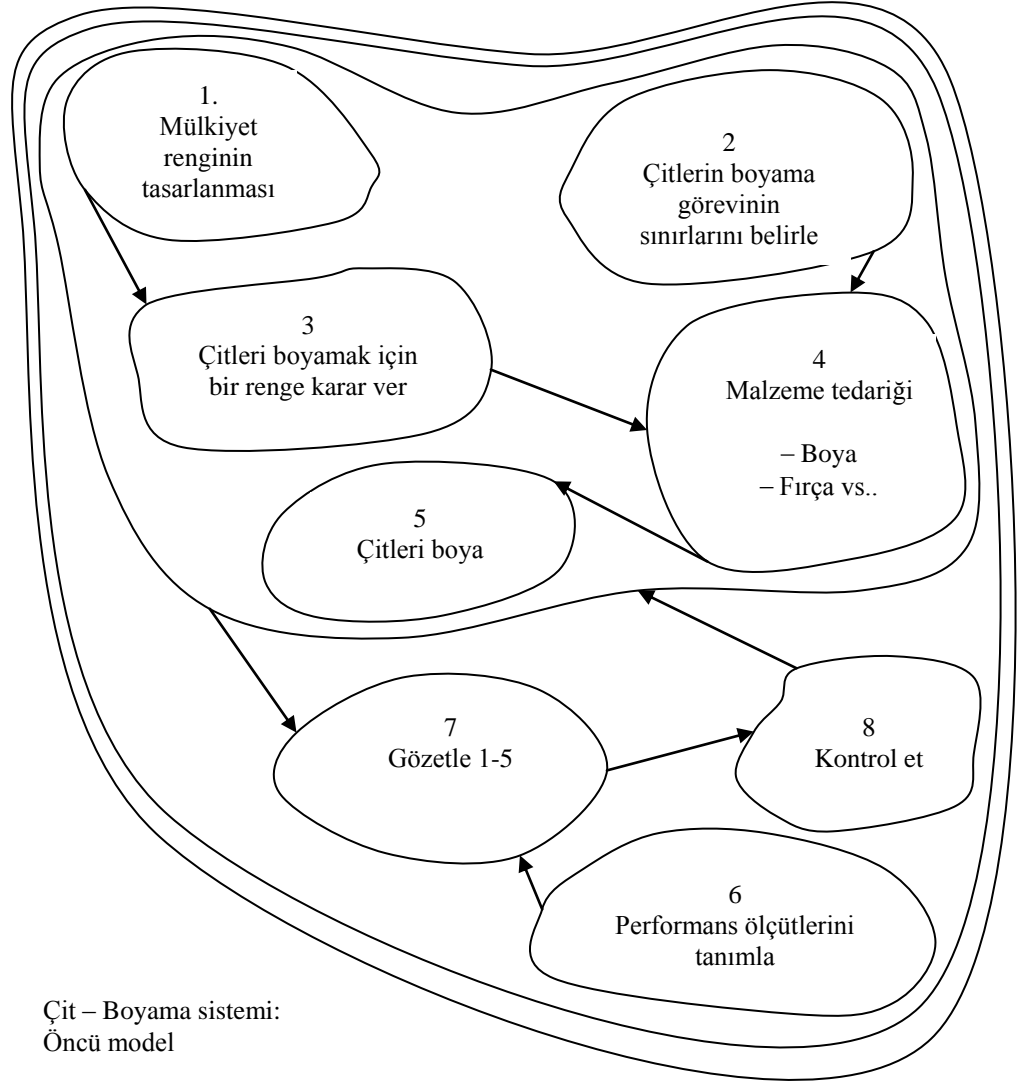 1.
Mülkiyet
renginin
tasarlanması
2
Çitlerin boyama
görevinin
sınırlarını belirle
3
Çitleri boyamak için
bir renge karar ver
4
Malzeme tedariği
– Boya
– Fırça vs..
5
Çitleri boya
7
Gözetle 1-5
8
Kontrol et
6
Performans ölçütlerini
tanımla
Çit – Boyama sistemi:
Öncü model